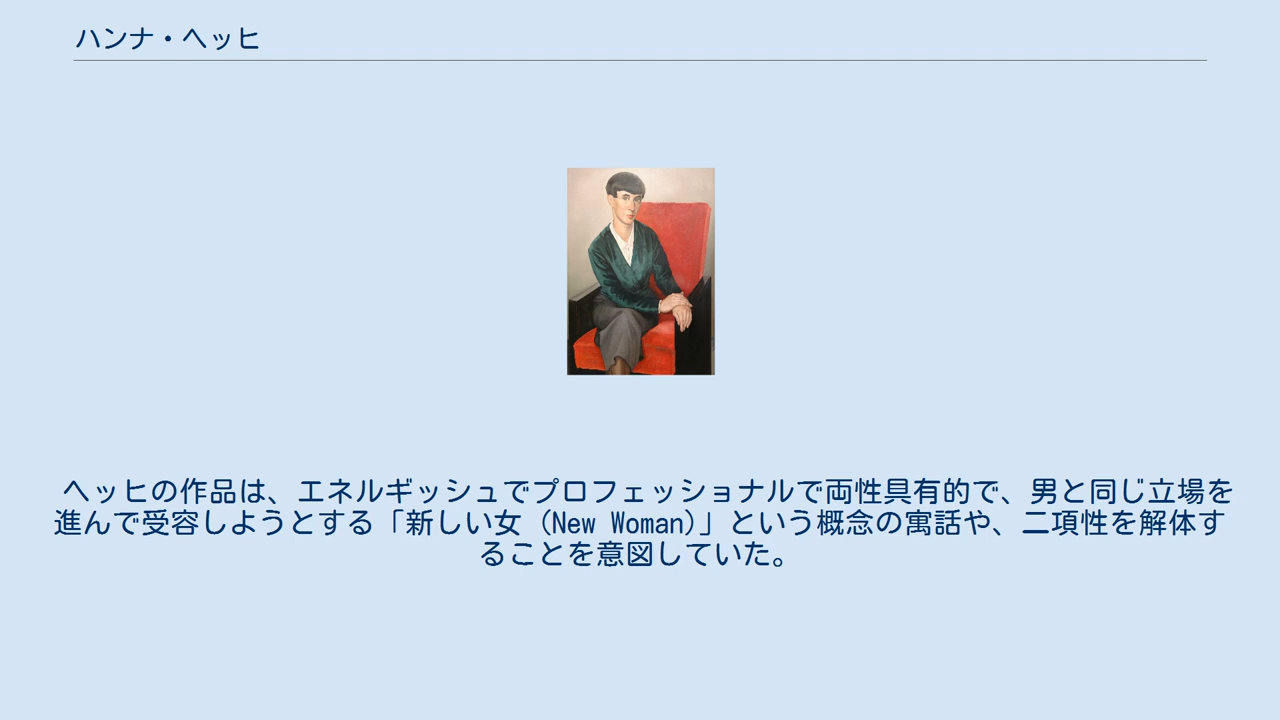 ハンナ・ヘッヒ
ヘッヒの作品は、エネルギッシュでプロフェッショナルで両性具有的で、男と同じ立場を
進んで受容しようとする「新しい女（New Woman）」という概念の寓話や、二項性を解体す
ることを意図していた。